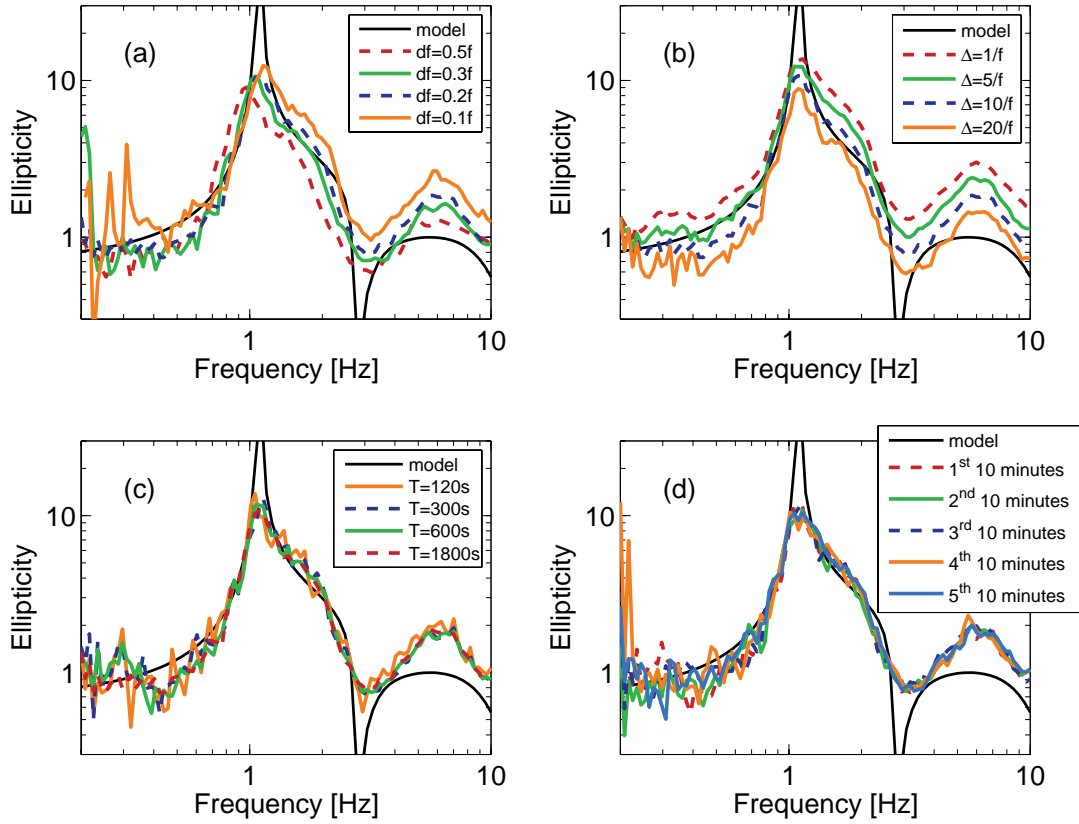 (a)
model
df=0.5f
df=0.3f
df=0.2f
df=0.1f
10
1
Ellipticity
1
10
Frequency [Hz]
(b)
model
Δ=1/f
Δ=5/f
Δ=10/f
Δ=20/f
10
1
Ellipticity
1
10
Frequency [Hz]
(c)
model
T=120s
T=300s
T=600s
T=1800s
10
1
Ellipticity
1
10
Frequency [Hz]
(d)
model
1st 10 minutes
2nd 10 minutes
3rd 10 minutes
4th 10 minutes
5th 10 minutes
10
1
Ellipticity
1
10
Frequency [Hz]